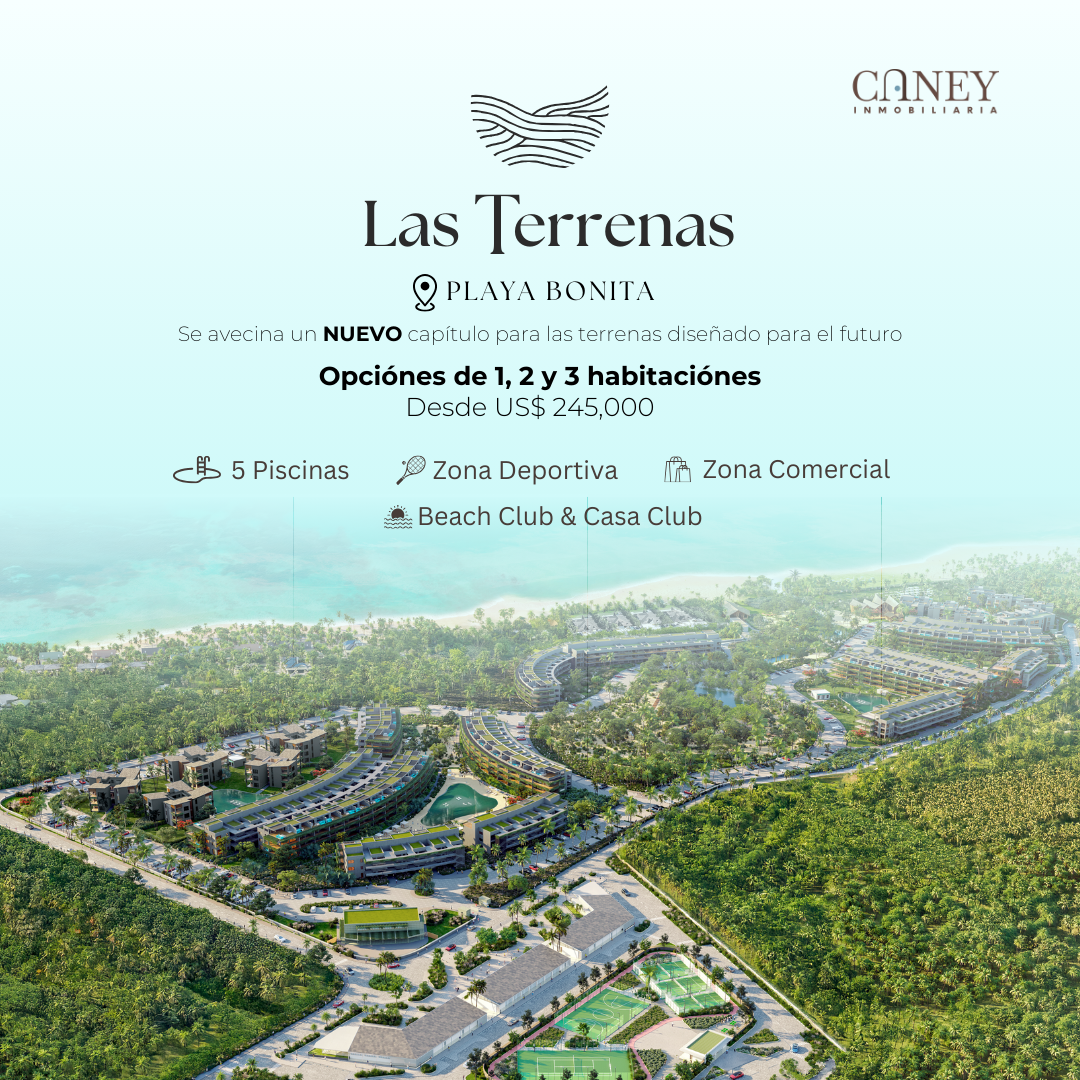 CANEY
INMOBILIARIA
Las Terrenas
PLAYA BONITA
Se avecina un NUEVO capítulo para las terrenas diseñado para el futuro
Opciónes de 1, 2 y 3 habitaciónes
Desde US$ 245,000
5 Piscinas
Zona Deportiva
Zona Comercial
Beach Club & Casa Club